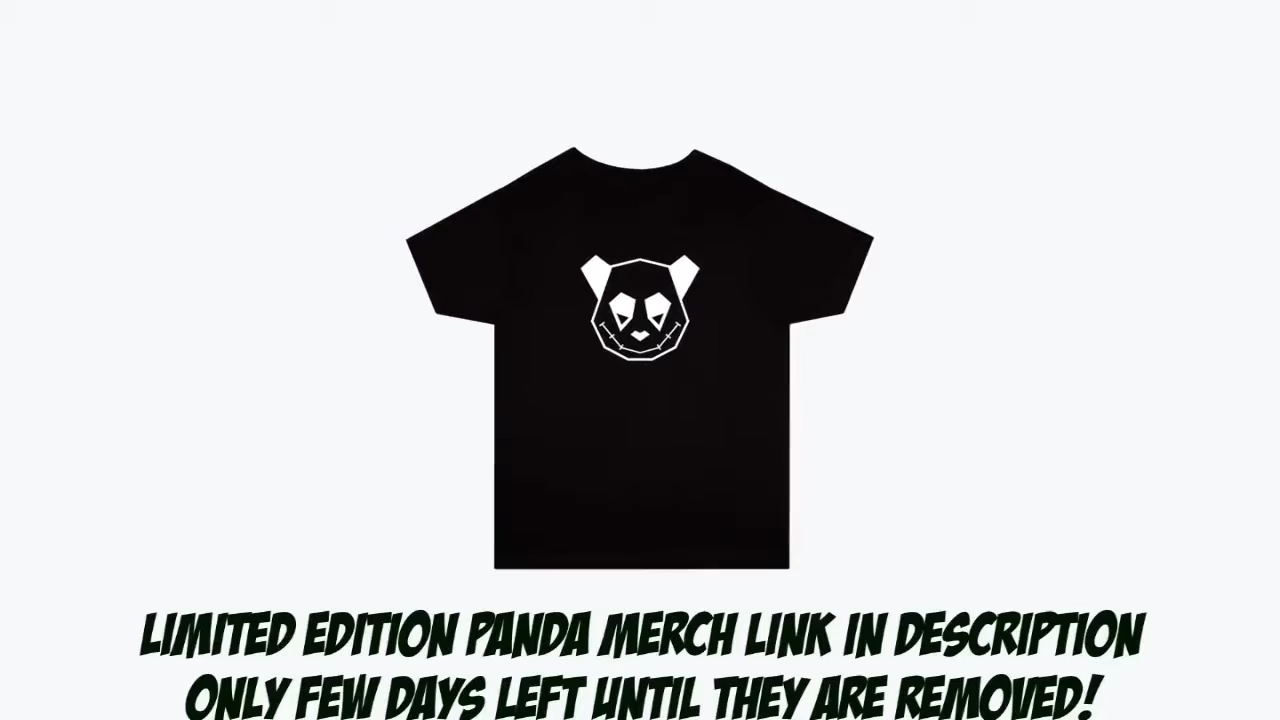 LIMITED EDITION PANDA MERCH LINK IN DESCRIPTION
ONLY FEW DAYS LEFT UNTIL THEY ARE REMOVED!